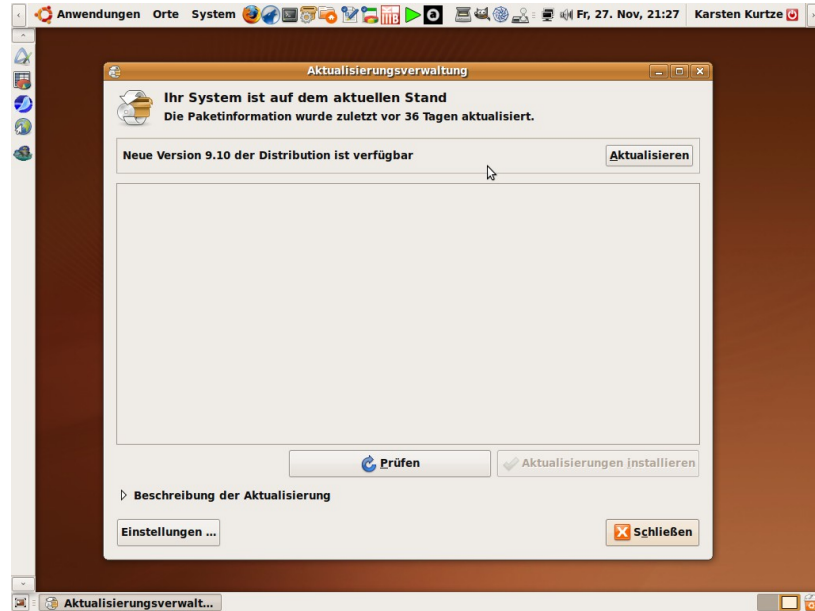 Anwendungen Orte System Fr, 27. Nov, 21:27 Karsten Kurtze
Aktualisierungsverwaltung
Ihr System ist auf dem aktuellen Stand
Die Paketinformation wurde zuletzt vor 36 Tagen aktualisiert.
Neue Version 9.10 der Distribution ist verfügbar Aktualisieren
Prüfen Aktualisierungen installieren
Beschreibung der Aktualisierung
Einstellungen ... Schließen
Aktualisierungsverwalt...